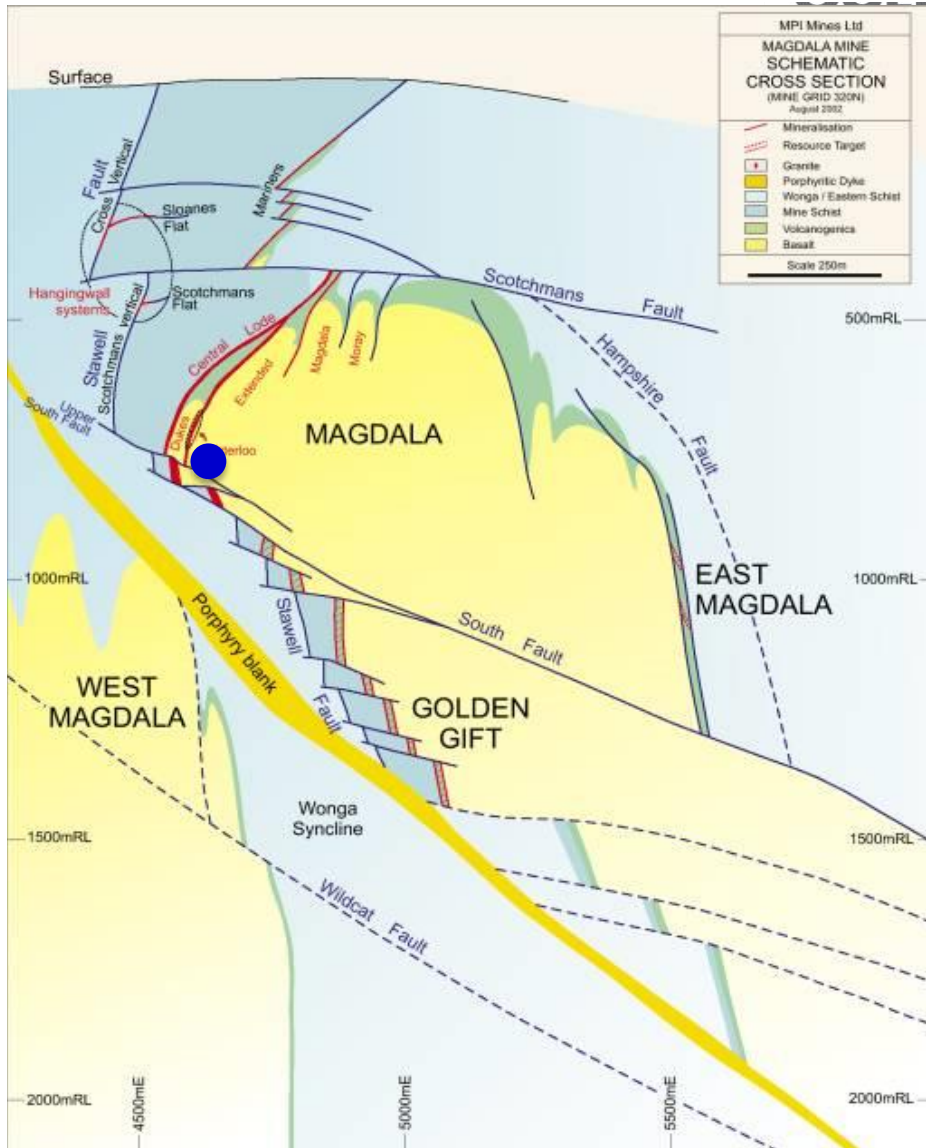 MPI Mines Ltd
MAGDALA MINE
SCHEMATIC
CROSS SECTION
(MINE GRID 320N)
August 2002
Mineralisation
Resource Target
Granite
Porphyritic Dyke
Wonga / Eastern Schist
Mine Schist
Volcanogenics
Basalt
Scale 250m
Surface
Fault
Cross Vertical
Sloanes
Flat
Mariners
Hangingwall
systems
Scotchmans
Flat
Scotchmans vertical
Stawell
Scotchmans Fault
500mRL
Hampshire
Fault
Central Lode
Extended
Magdala
Moray
Dukes
Upper
South Fault
MAGDALA
1000mRL
1000mRL
EAST
MAGDALA
Porphyry blank
Stawell
Fault
South Fault
WEST
MAGDALA
GOLDEN
GIFT
Wonga
Syncline
1500mRL
1500mRL
Wildcat Fault
2000mRL
2000mRL
4500mE
5000mE
5500mE